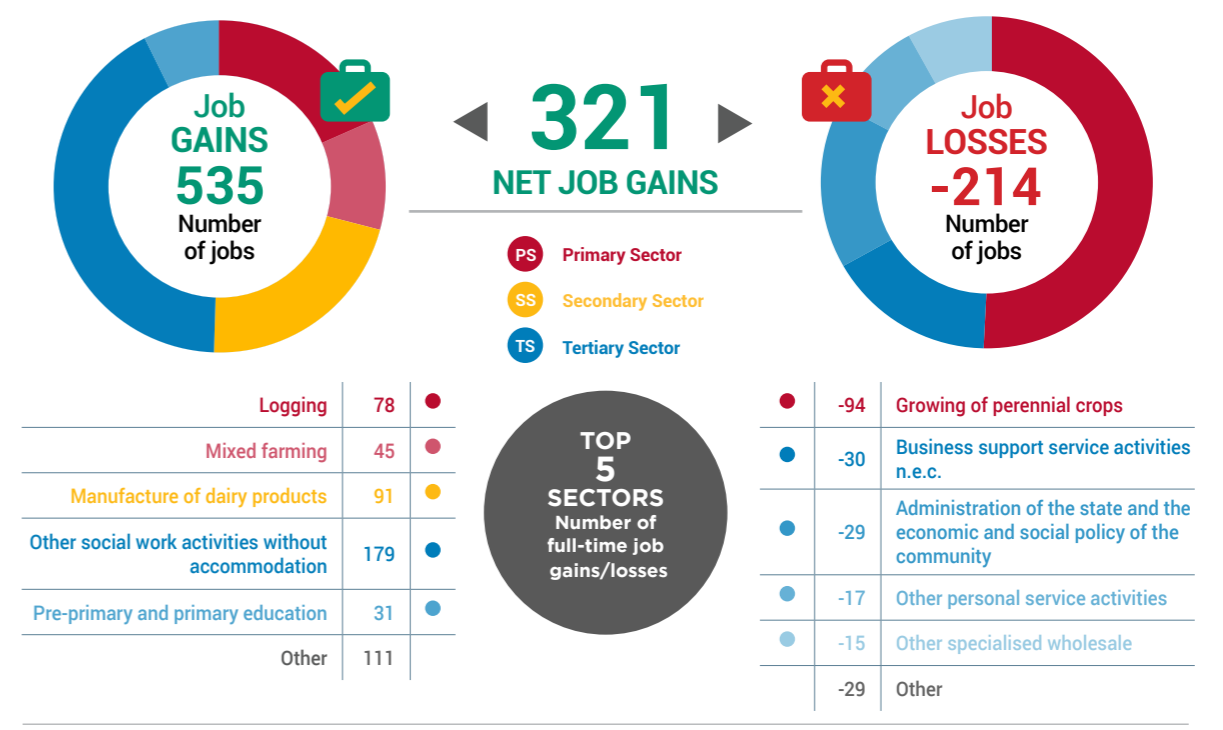 Job
GAINS
535
Number
of jobs
321
NET JOB GAINS
Job
LOSSES
-214
Number
of jobs
PS Primary Sector
SS Secondary Sector
TS Tertiary Sector
Logging 78
Mixed farming 45
Manufacture of dairy products 91
Other social work activities without
accommodation 179
Pre-primary and primary education 31
Other 111
TOP
5
SECTORS
Number of
full-time job
gains/losses
-94 Growing of perennial crops
-30 Business support service activities
n.e.c.
-29 Administration of the state and the
economic and social policy of the
community
-17 Other personal service activities
-15 Other specialised wholesale
-29 Other